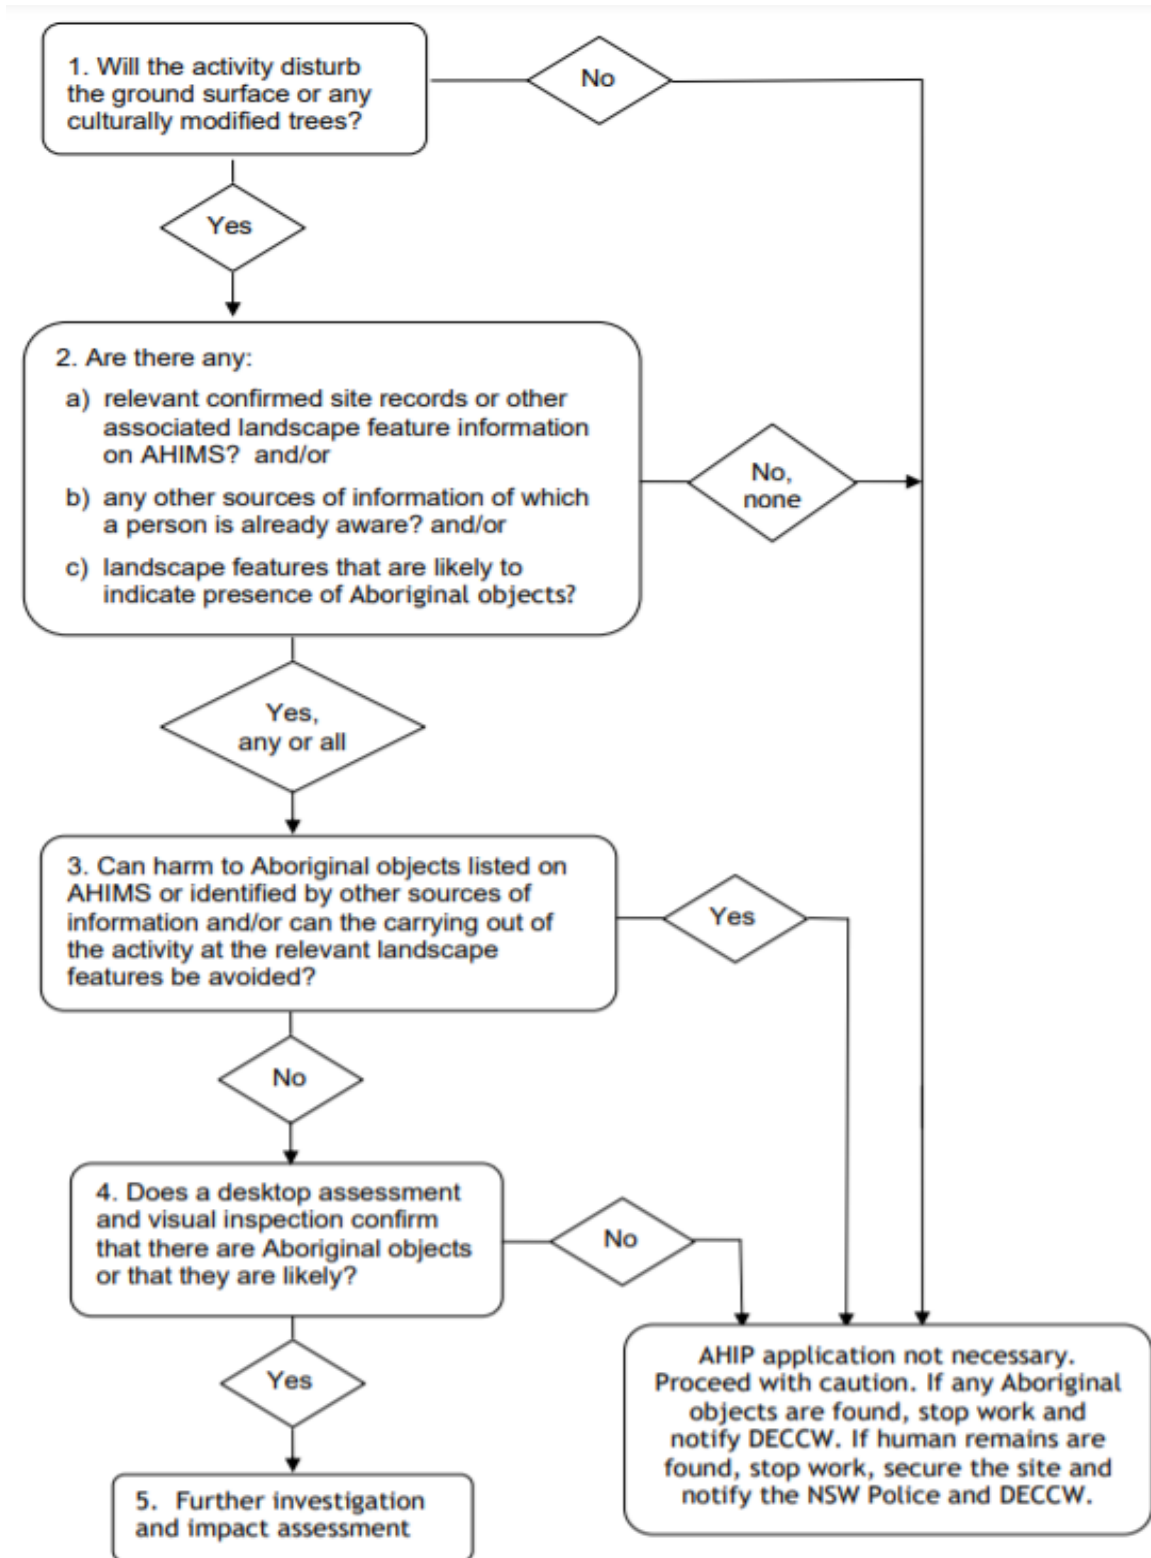 1. Will the activity disturb
the ground surface or any
culturally modified trees?
No
Yes
2. Are there any:
a) relevant confirmed site records or other
associated landscape feature information
on AHIMS? and/or
b) any other sources of information of which
a person is already aware? and/or
c) landscape features that are likely to
indicate presence of Aboriginal objects?
No,
none
Yes,
any or all
3. Can harm to Aboriginal objects listed on
AHIMS or identified by other sources of
information and/or can the carrying out of
the activity at the relevant landscape
features be avoided?
Yes
No
4. Does a desktop assessment
and visual inspection confirm
that there are Aboriginal objects
or that they are likely?
No
Yes
AHIP application not necessary.
Proceed with caution. If any Aboriginal
objects are found, stop work and
notify DECCW. If human remains are
found, stop work, secure the site and
notify the NSW Police and DECCW.
5. Further investigation
and impact assessment